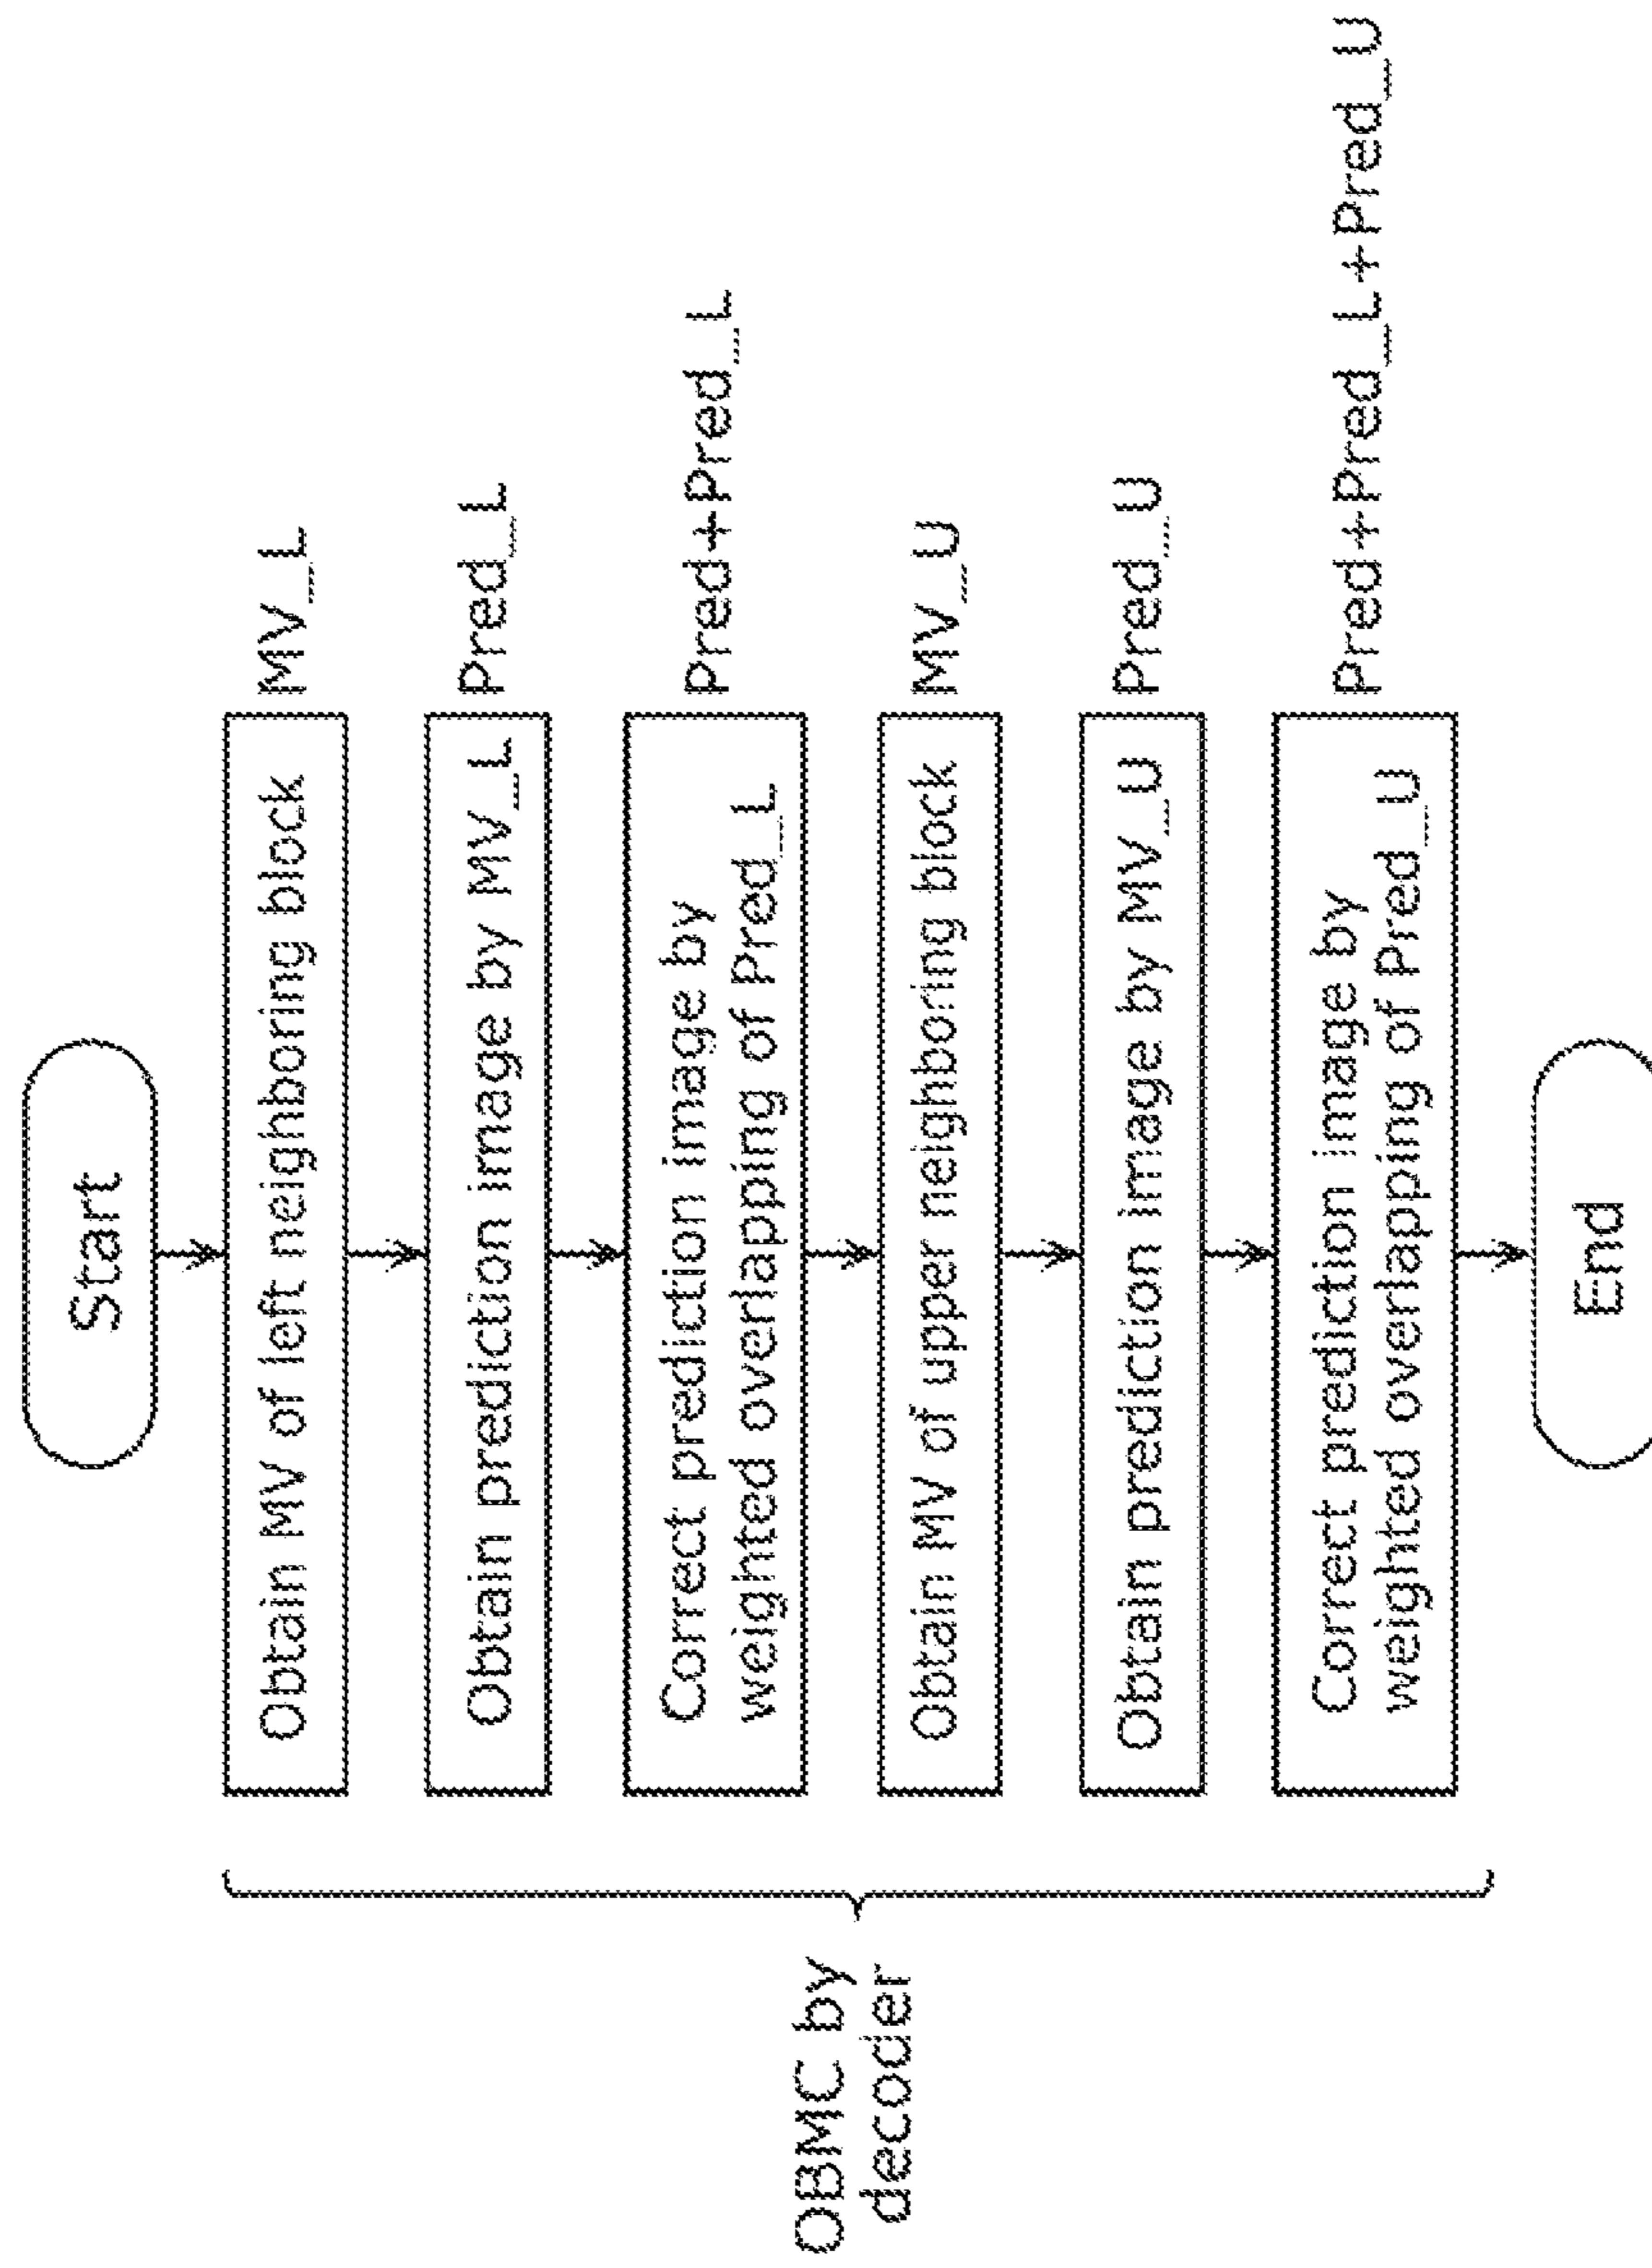 Start
Obtain MV of left neighboring block
MV_L
Obtain prediction image by MV_L
Pred_L
Correct prediction image by
weighted overlapping of Pred_L
Pred+Pred_L
Obtain MV of upper neighboring block
MV_U
Obtain prediction image by MV_U
Pred_U
Correct prediction image by
weighted overlapping of Pred_U
Pred+Pred_L+Pred_U
End
OBMC by
decoder